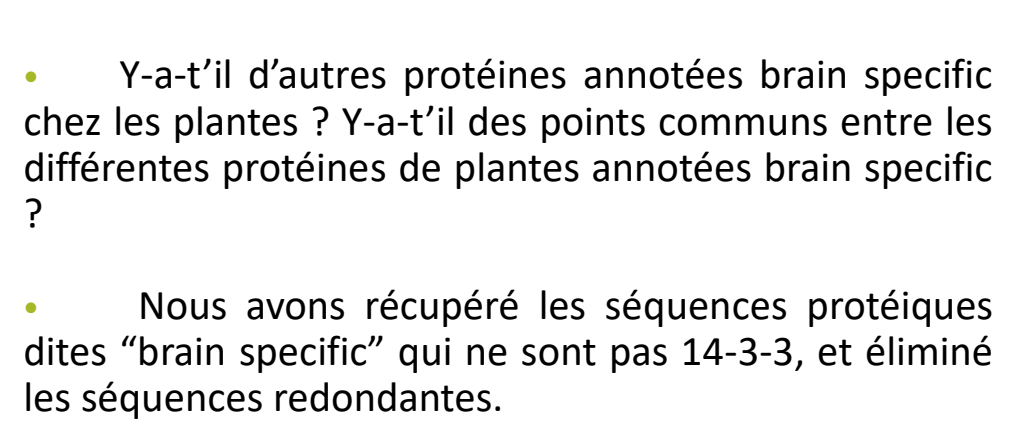 • Y-a-t’il d’autres protéines annotées brain specific
chez les plantes ? Y-a-t’il des points communs entre les
différentes protéines de plantes annotées brain specific
?
• Nous avons récupéré les séquences protéiques
dites “brain specific” qui ne sont pas 14-3-3, et éliminé
les séquences redondantes.